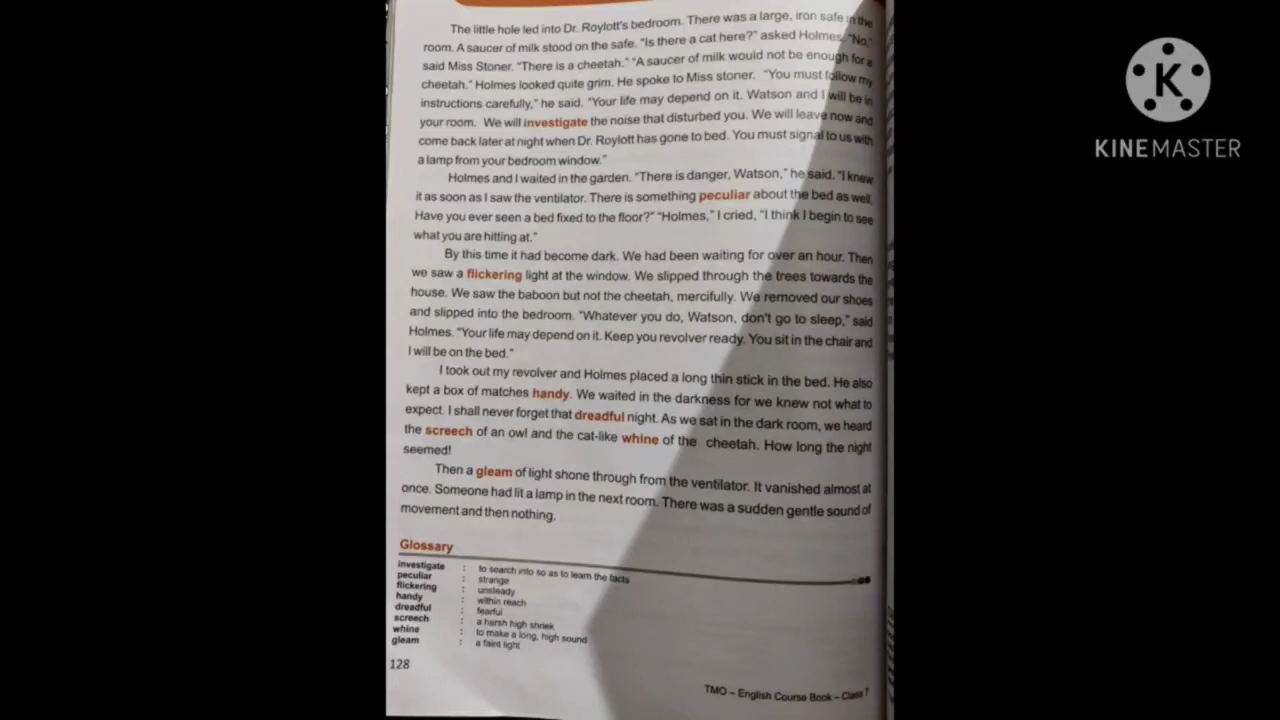 The little hole led into Dr. Roylott's bedroom. There was a large, iron safe in the
room. A saucer of milk stood on the safe. "Is there a cat here?" asked Holmes. "No,"
said Miss Stoner. "There is a cheetah." "A saucer of milk would not be enough for a
cheetah." Holmes looked quite grim. He spoke to Miss stoner. "You must follow my
instructions carefully," he said. "Your life may depend on it. Watson and I will be in
your room. We will investigate the noise that disturbed you. We will leave now and
come back later at night when Dr. Roylott has gone to bed. You must signal to us with
a lamp from your bedroom window."
Holmes and I waited in the garden. "There is danger, Watson," he said. "I knew
it as soon as I saw the ventilator. There is something peculiar about the bed as well.
Have you ever seen a bed fixed to the floor?" "Holmes," I cried, "I think I begin to see
what you are hitting at."
By this time it had become dark. We had been waiting for over an hour. Then
we saw a flickering light at the window. We slipped through the trees towards the
house. We saw the baboon but not the cheetah, mercifully. We removed our shoes
and slipped into the bedroom. "Whatever you do, Watson, don't go to sleep," said
Holmes. "Your life may depend on it. Keep you revolver ready. You sit in the chair and
I will be on the bed."
I took out my revolver and Holmes placed a long thin stick in the bed. He also
kept a box of matches handy. We waited in the darkness for we knew not what to
expect. I shall never forget that dreadful night. As we sat in the dark room, we heard
the screech of an owl and the cat-like whine of the cheetah. How long the night
seemed!
Then a gleam of light shone through from the ventilator. It vanished almost at
once. Someone had lit a lamp in the next room. There was a sudden gentle sound of
movement and then nothing.
Glossary
investigate : to search into so as to learn the facts
peculiar : strange
flickering : unsteady
handy : within reach
dreadful : fearful
screech : a harsh high shriek
whine : to make a long, high sound
gleam : a faint light
128
TMO – English Course Book – Class 7
K
KINEMASTER